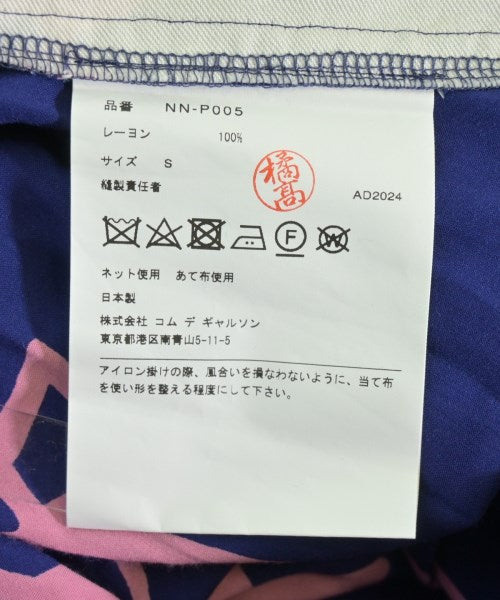 品番 NN-P005
レーヨン 100%
サイズ S
縫製責任者
橘高
AD2024
F
W
ネット使用 あて布使用
日本製
株式会社 コム デ ギャルソン
東京都港区南青山5-11-5
アイロン掛けの際、風合いを損なわないように、当て布
を使い形を整える程度にして下さい。